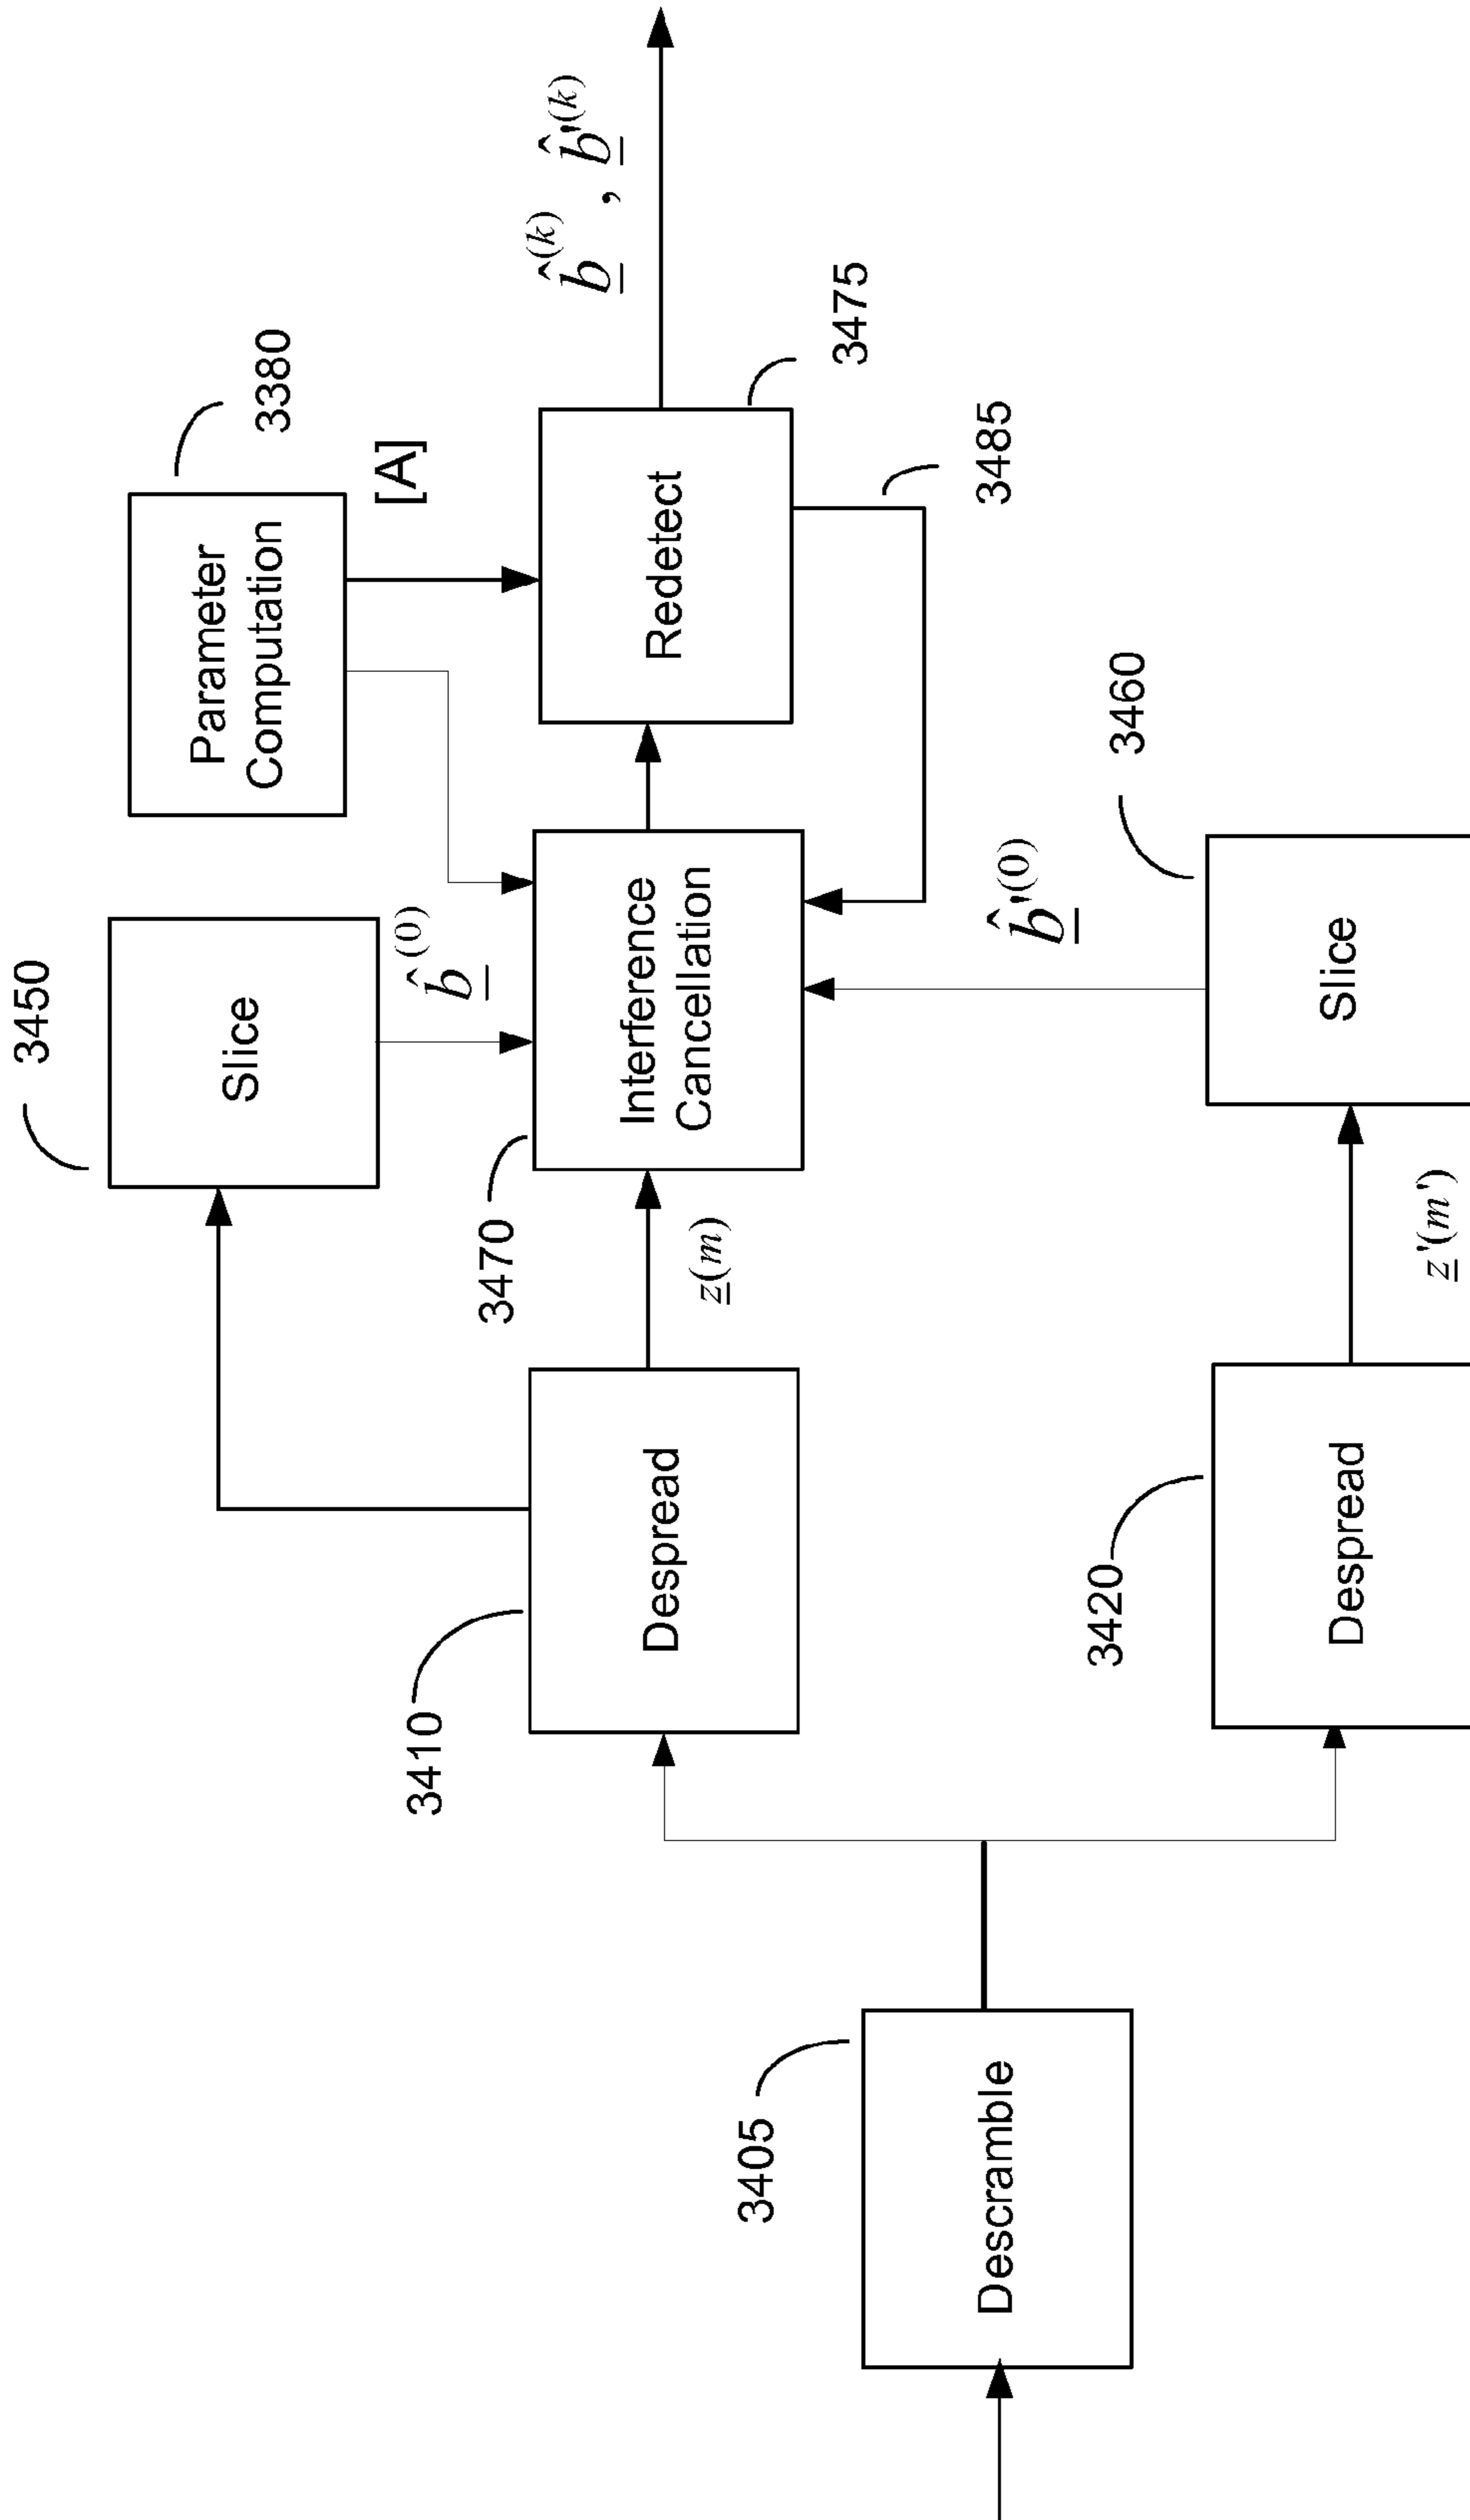 3450
Slice
Parameter
Computation
3380
[A]
b̲̂⁽⁰⁾
b̲̂⁽ᵏ⁾, b̲̂'⁽ᵏ⁾
3410
Despread
z̲(m)
3470
Interference
Cancellation
Redetect
3475
3485
3405
Descramble
b̲̂'⁽⁰⁾
3420
Despread
z̲'(m')
3460
Slice